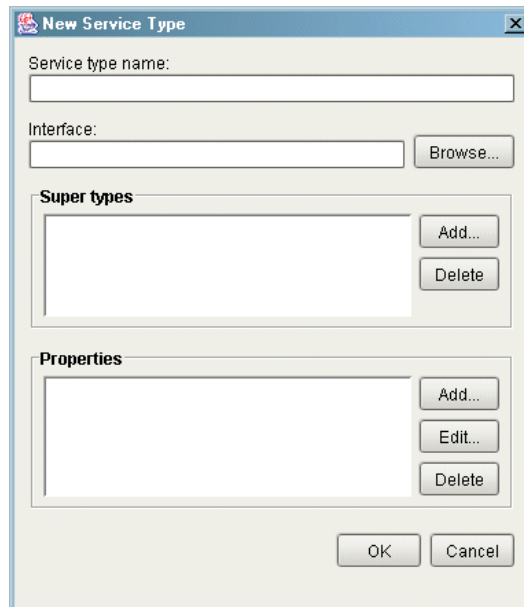 New Service Type
Service type name:
Interface:
Browse...
Super types
Add...
Delete
Properties
Add...
Edit...
Delete
OK
Cancel